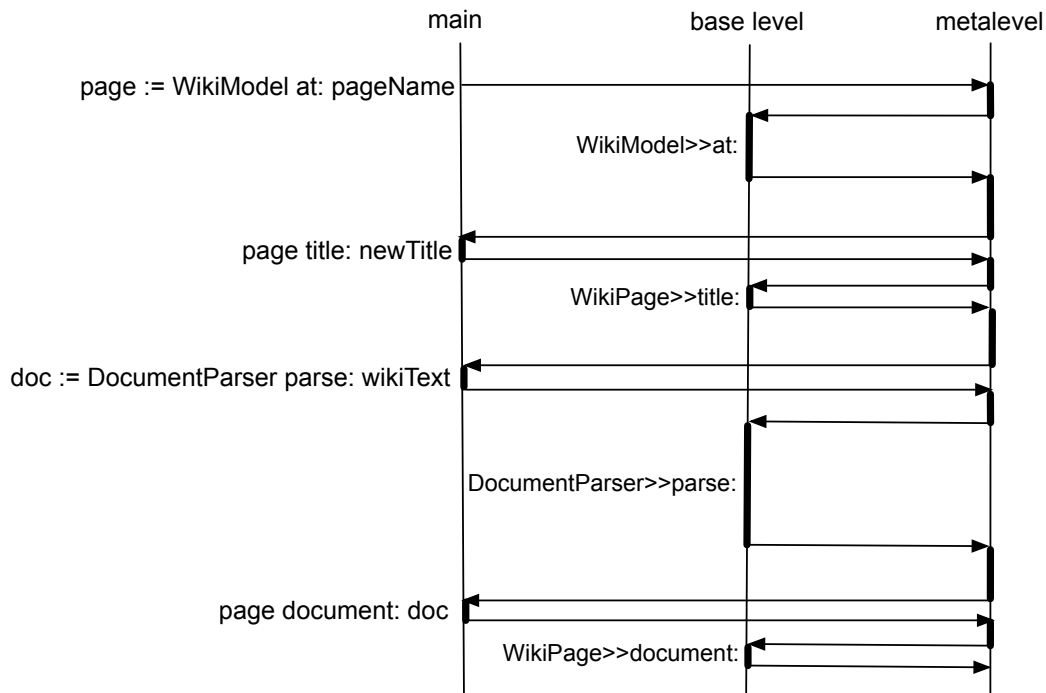 main
base level
metalevel
page := WikiModel at: pageName
WikiModel>>at:
page title: newTitle
WikiPage>>title:
doc := DocumentParser parse: wikiText
DocumentParser>>parse:
page document: doc
WikiPage>>document: